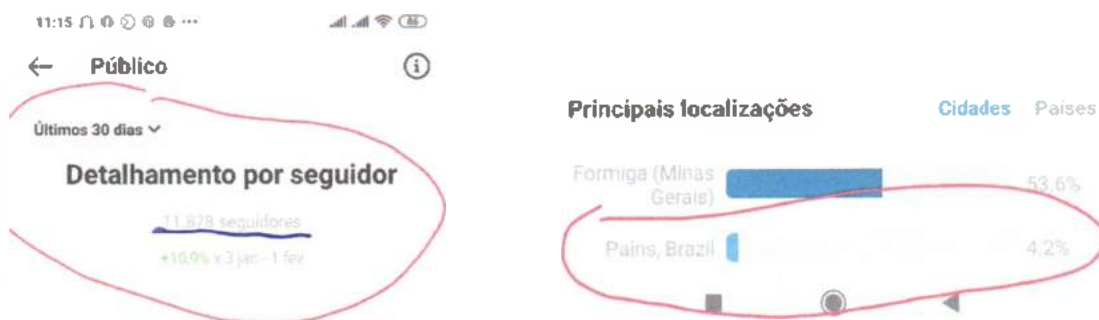 11:15
86
Público
Últimos 30 dias
Detalhamento por seguidor
11.878 seguidores
+10,9% x 3 jan - 1 fev
Principais localizações
Cidades Países
Formiga (Minas
Gerais)
53,6%
Pains, Brazil
4,2%